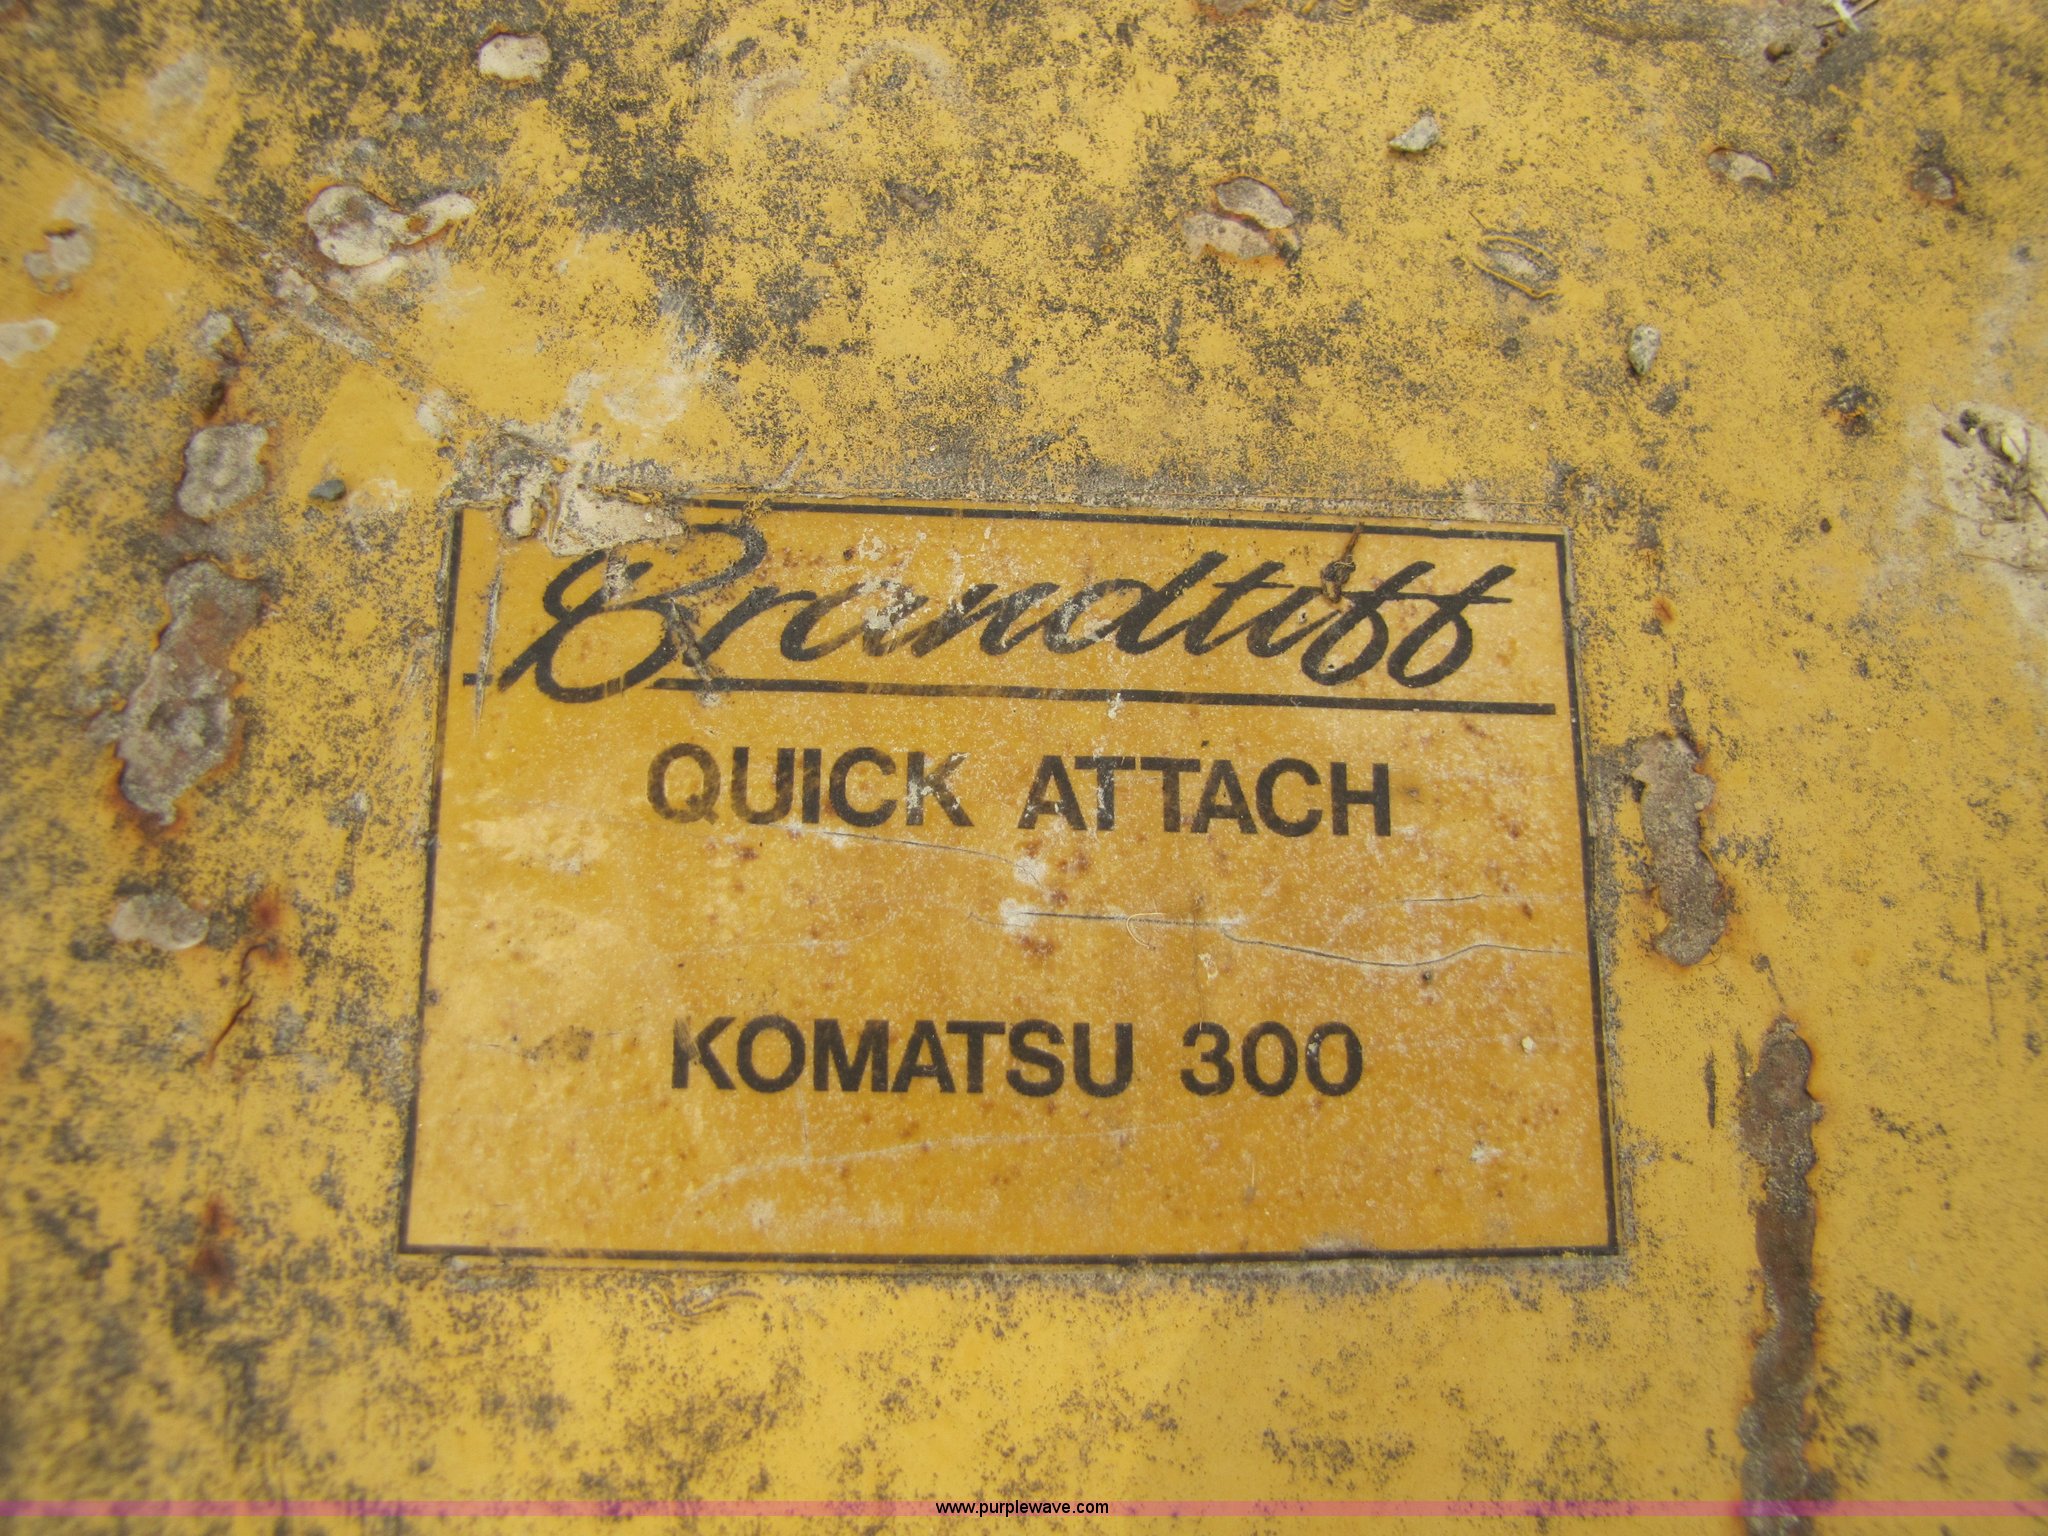 Brandtiff
QUICK ATTACH
KOMATSU 300
www.purplewave.com